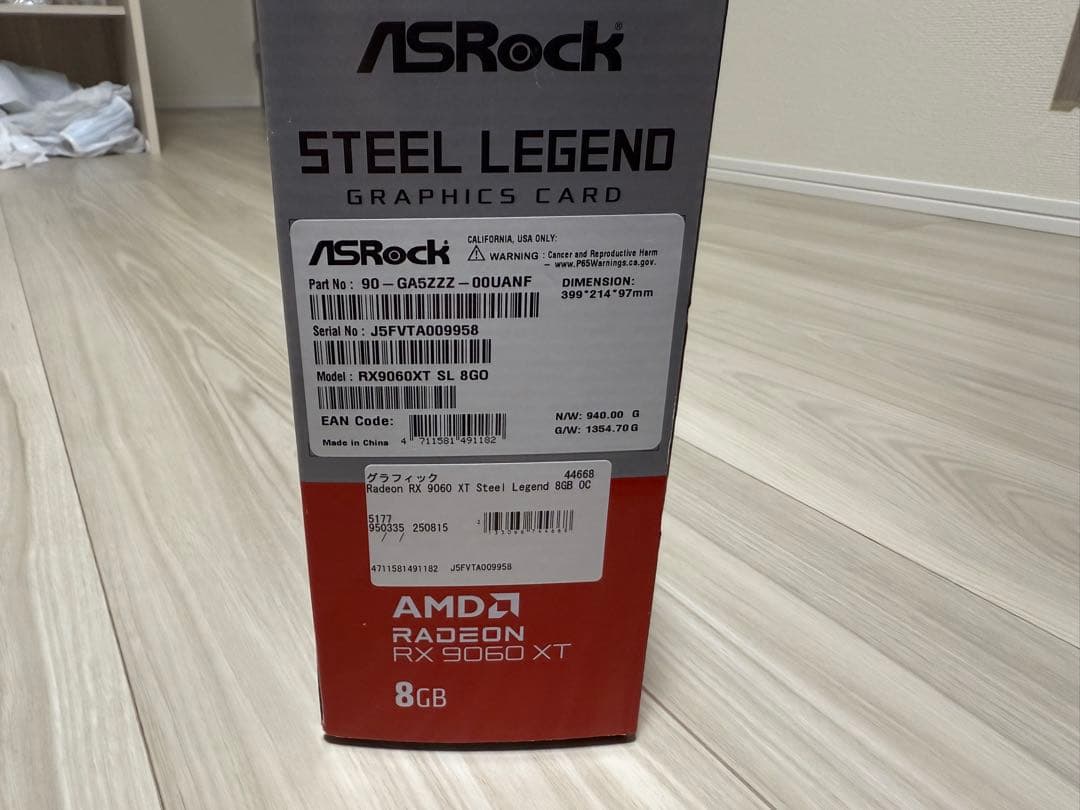 ASRock®
STEEL LEGEND
GRAPHICS CARD
ASRock
CALIFORNIA, USA ONLY:
WARNING : Cancer and Reproductive Harm
– www.P65Warnings.ca.gov.
Part No : 90-GA5ZZZ-00UANF
DIMENSION:
399*214*97mm
Serial No : J5FVTA009958
Model : RX9060XT SL 8GO
EAN Code:
N/W: 940.00 G
G/W: 1354.70 G
Made in China
4 711581 491182
グラフィック 44668
Radeon RX 9060 XT Steel Legend 8GB OC
5177
950335 250815
/ /
4711581491182 J5FVTA009958
AMD
RADEON
RX 9060 XT
8GB